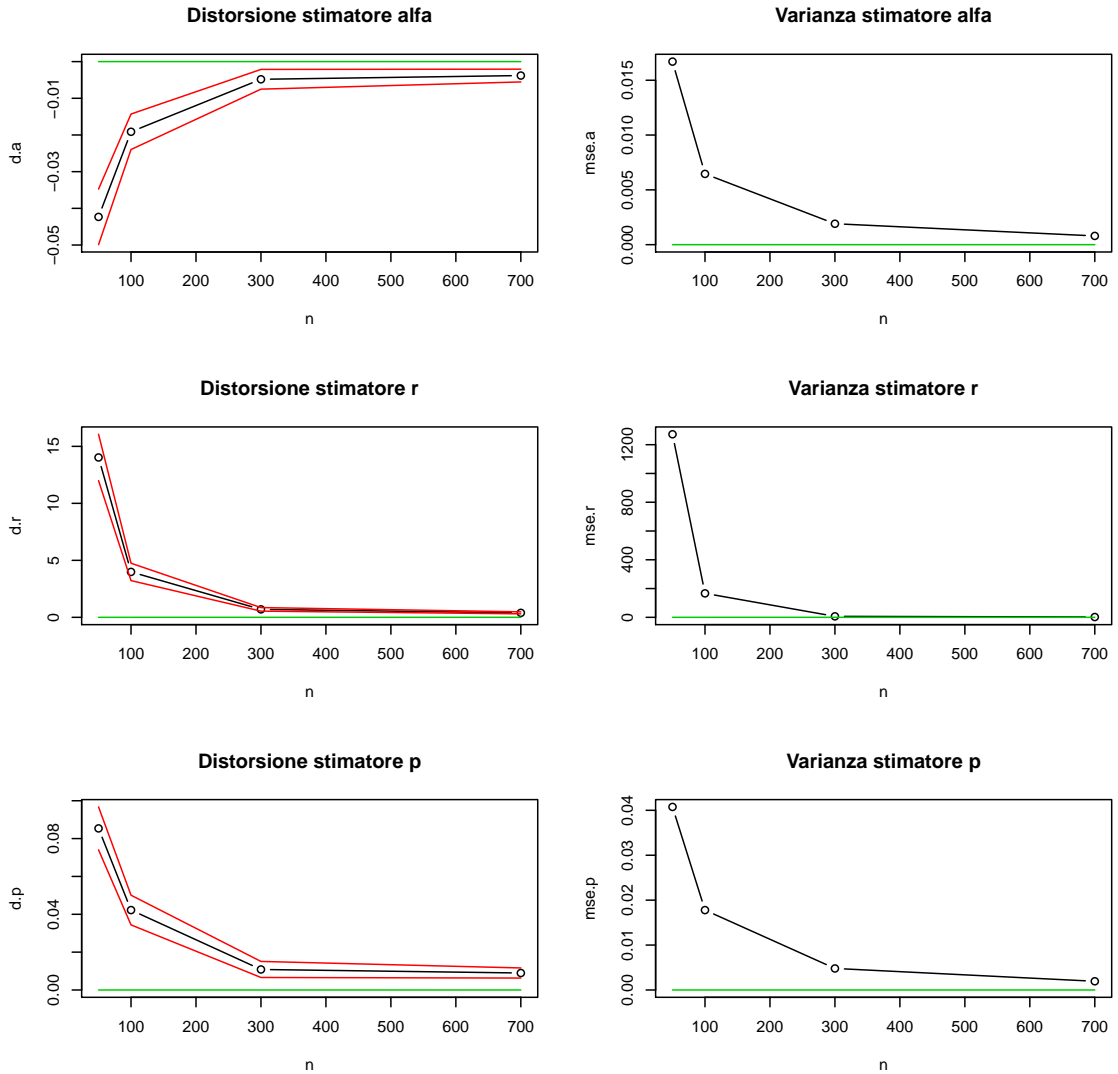 Distorsione stimatore alfa
d.a
−0.05
−0.03
−0.01
100 200 300 400 500 600 700
n
Varianza stimatore alfa
mse.a
0.000
0.005
0.010
0.015
100 200 300 400 500 600 700
n
Distorsione stimatore r
d.r
0
5
10
15
100 200 300 400 500 600 700
n
Varianza stimatore r
mse.r
0
400
800
1200
100 200 300 400 500 600 700
n
Distorsione stimatore p
d.p
0.00
0.04
0.08
100 200 300 400 500 600 700
n
Varianza stimatore p
mse.p
0.00
0.01
0.02
0.03
0.04
100 200 300 400 500 600 700
n